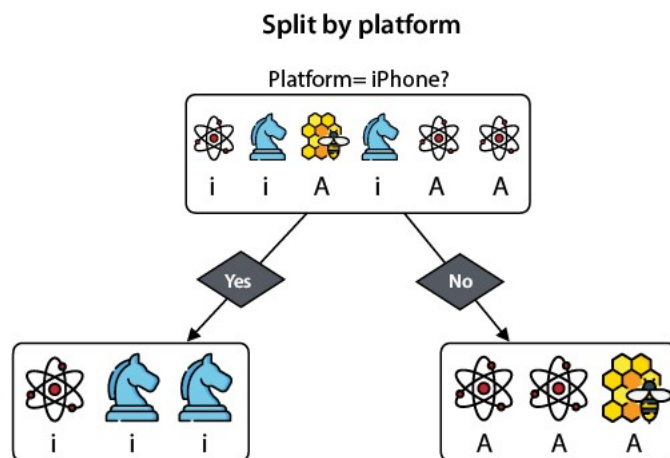 Split by platform
Platform= iPhone?
i i A i A A
Yes No
i i i A A A